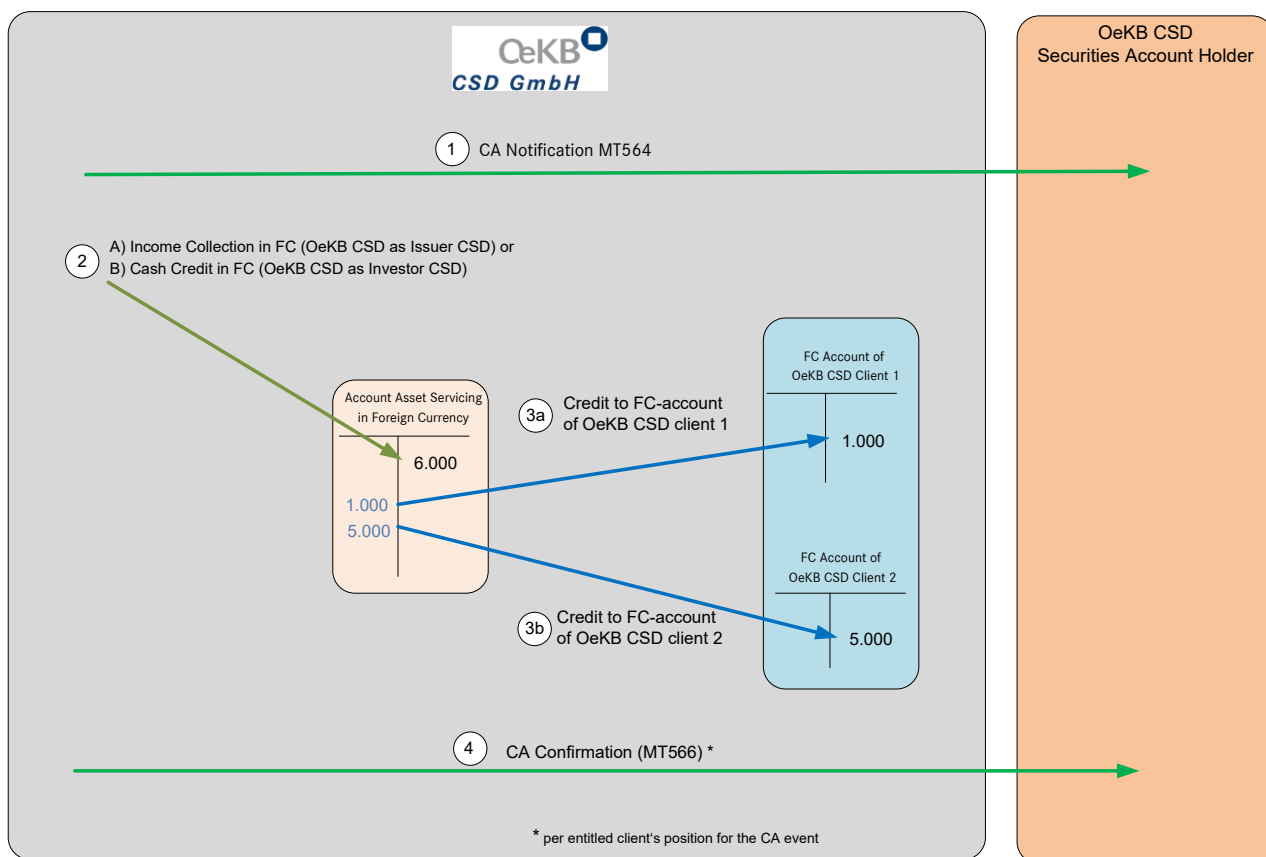 OeKB
CSD GmbH
OeKB CSD
Securities Account Holder
1 CA Notification MT564
2 A) Income Collection in FC (OeKB CSD as Issuer CSD) or
B) Cash Credit in FC (OeKB CSD as Investor CSD)
Account Asset Servicing
in Foreign Currency
6.000
1.000
5.000
3a Credit to FC-account
of OeKB CSD client 1
FC Account of
OeKB CSD Client 1
1.000
3b Credit to FC-account
of OeKB CSD client 2
FC Account of
OeKB CSD Client 2
5.000
4 CA Confirmation (MT566) *
* per entitled client‘s position for the CA event